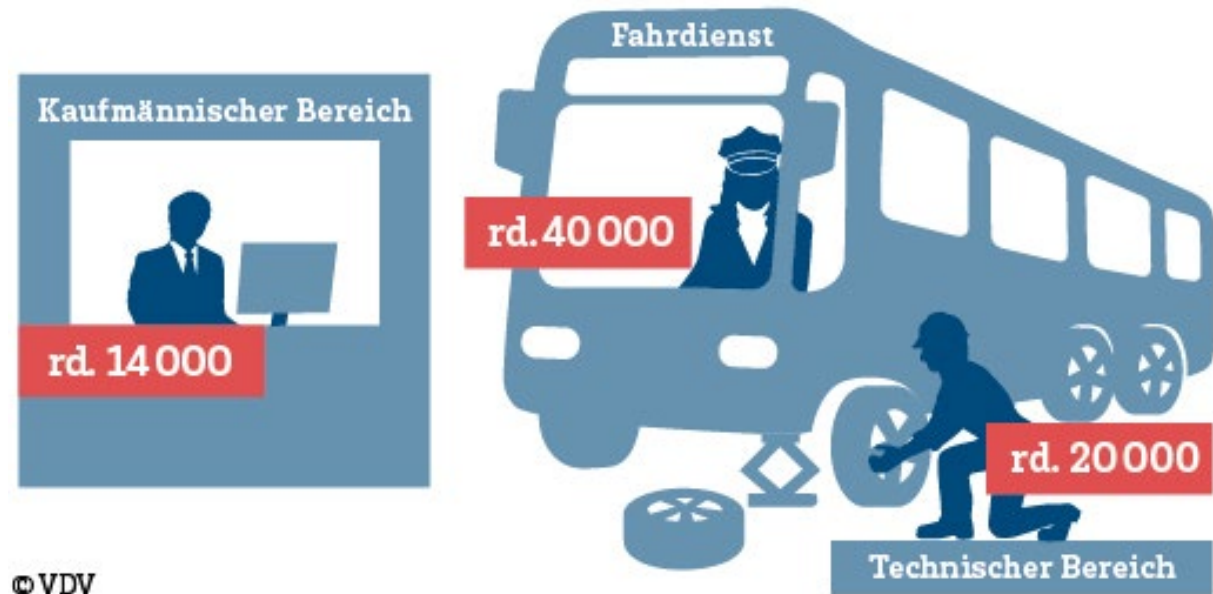 Kaufmännischer Bereich
rd. 14 000
Fahrdienst
rd. 40 000
rd. 20 000
Technischer Bereich
© VDV